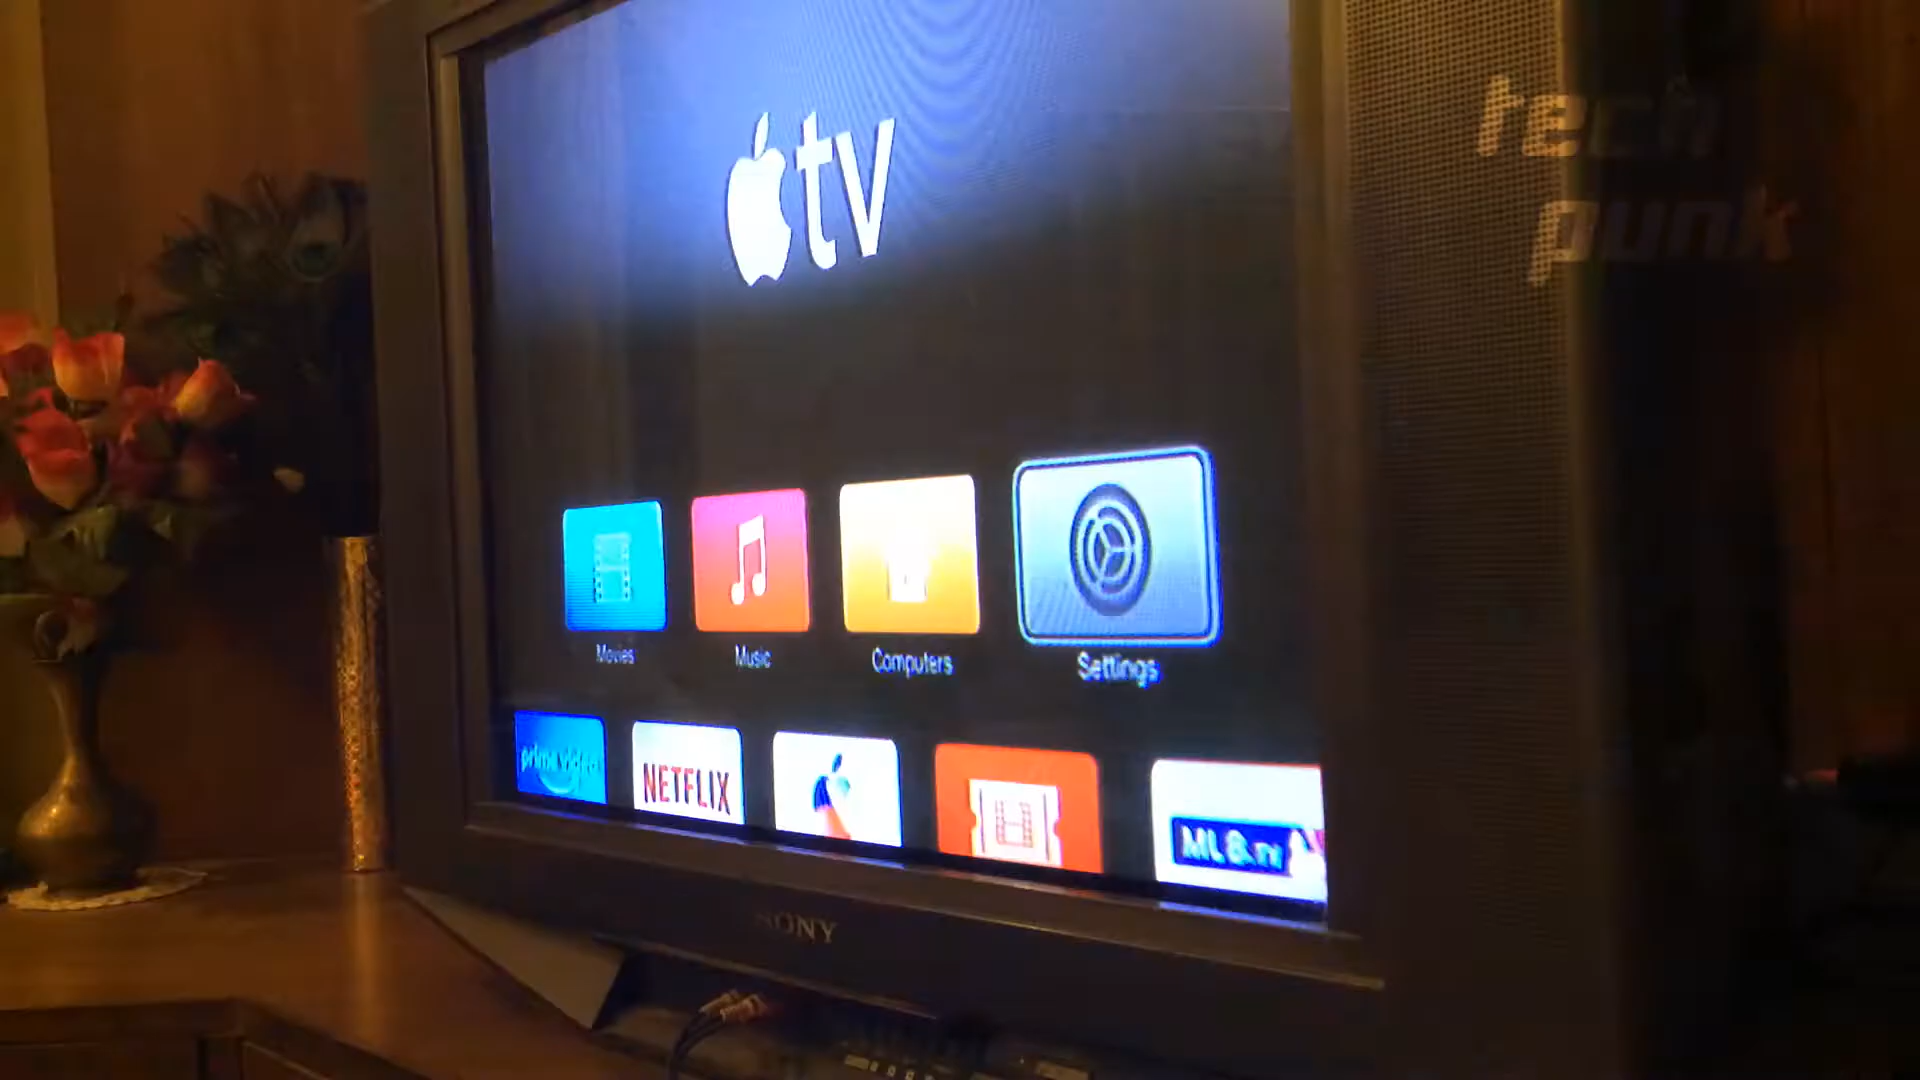 tech
punk
tv
Movies
Music
Computers
Settings
prime video
NETFLIX
MLB.TV
SONY